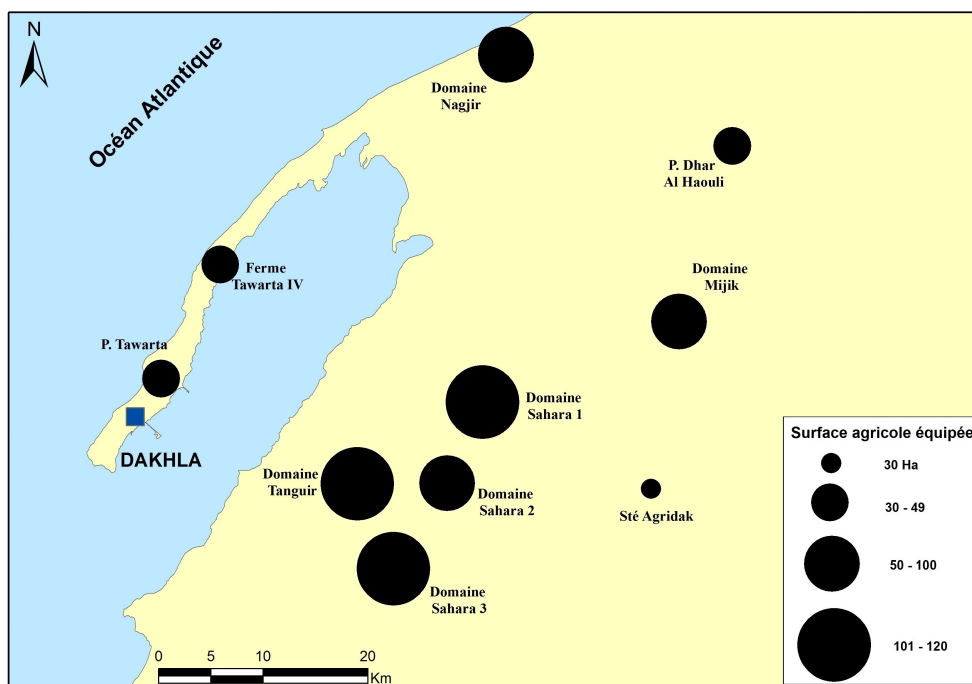 N
Océan Atlantique
Domaine
Nagjir
P. Dhar
Al Haouli
Ferme
Tawarta IV
Domaine
Mijik
P. Tawarta
Domaine
Sahara 1
DAKHLA
Domaine
Tanguir
Domaine
Sahara 2
Sté Agridak
Domaine
Sahara 3
Surface agricole équipée
30 Ha
30 - 49
50 - 100
101 - 120
0 5 10 20
Km